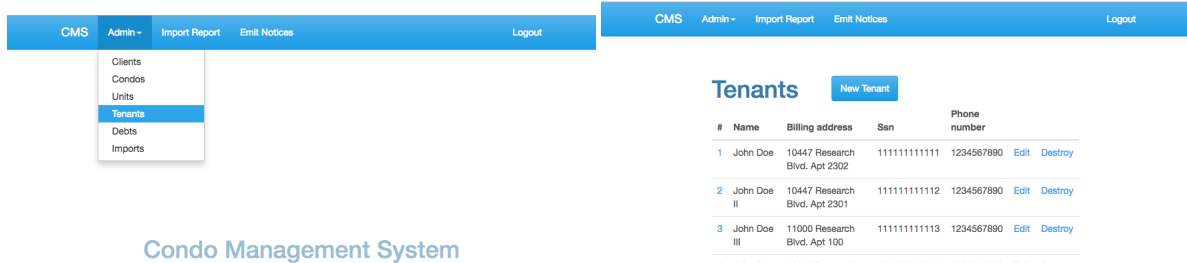 CMS Admin Import Report Emit Notices Logout
Clients
Condos
Units
Tenants
Debts
Imports
Condo Management System
CMS Admin Import Report Emit Notices Logout
Tenants New Tenant
Phone
# Name Billing address Ssn number
1 John Doe 10447 Research 111111111111 1234567890 Edit Destroy
Blvd. Apt 2302
2 John Doe 10447 Research 111111111112 1234567890 Edit Destroy
II Blvd. Apt 2301
3 John Doe 11000 Research 111111111113 1234567890 Edit Destroy
III Blvd. Apt 100